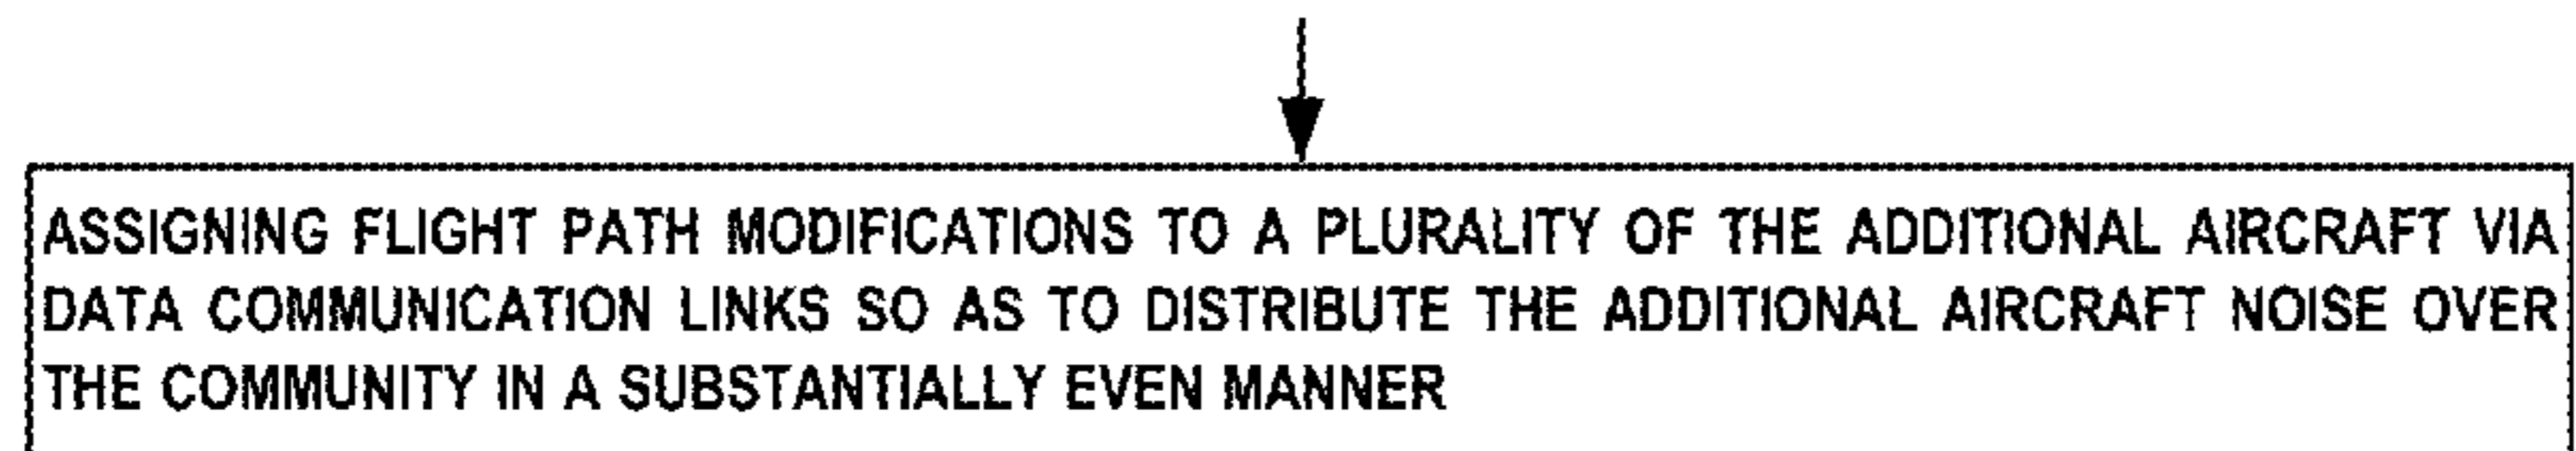 ASSIGNING FLIGHT PATH MODIFICATIONS TO A PLURALITY OF THE ADDITIONAL AIRCRAFT VIA
DATA COMMUNICATION LINKS SO AS TO DISTRIBUTE THE ADDITIONAL AIRCRAFT NOISE OVER
THE COMMUNITY IN A SUBSTANTIALLY EVEN MANNER